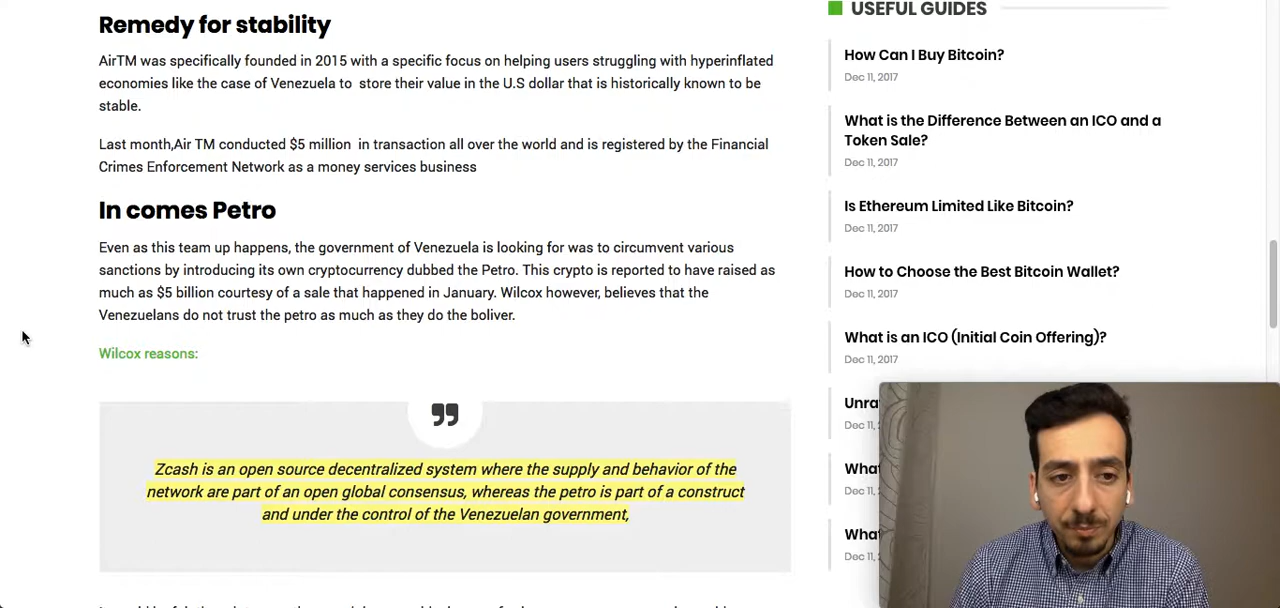 Remedy for stability
AirTM was specifically founded in 2015 with a specific focus on helping users struggling with hyperinflated
economies like the case of Venezuela to  store their value in the U.S dollar that is historically known to be
stable.
Last month,Air TM conducted $5 million  in transaction all over the world and is registered by the Financial
Crimes Enforcement Network as a money services business
In comes Petro
Even as this team up happens, the government of Venezuela is looking for was to circumvent various
sanctions by introducing its own cryptocurrency dubbed the Petro. This crypto is reported to have raised as
much as $5 billion courtesy of a sale that happened in January. Wilcox however, believes that the
Venezuelans do not trust the petro as much as they do the boliver.
Wilcox reasons:
Zcash is an open source decentralized system where the supply and behavior of the
network are part of an open global consensus, whereas the petro is part of a construct
and under the control of the Venezuelan government,
USEFUL GUIDES
How Can I Buy Bitcoin?
Dec 11, 2017
What is the Difference Between an ICO and a
Token Sale?
Dec 11, 2017
Is Ethereum Limited Like Bitcoin?
Dec 11, 2017
How to Choose the Best Bitcoin Wallet?
Dec 11, 2017
What is an ICO (Initial Coin Offering)?
Dec 11, 2017
Unra
Dec 11,
What
Dec 11,
What
Dec 11,